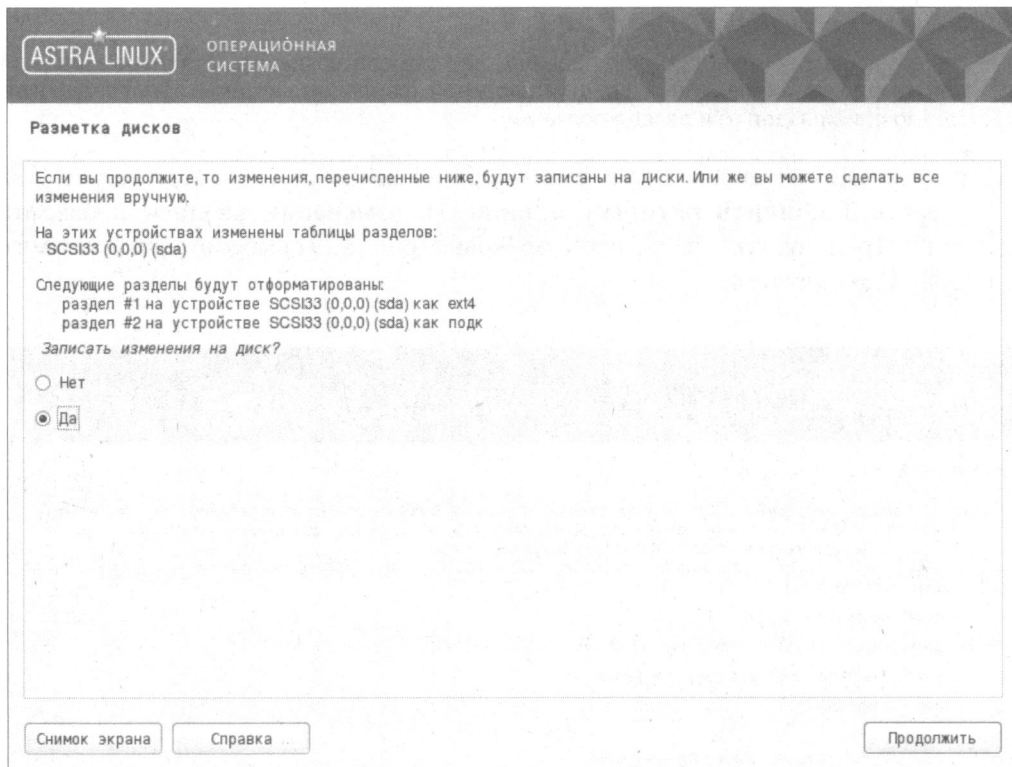 ASTRA LINUX®
ОПЕРАЦИОННАЯ
СИСТЕМА
Разметка дисков
Если вы продолжите, то изменения, перечисленные ниже, будут записаны на диски. Или же вы можете сделать все
изменения вручную.
На этих устройствах изменены таблицы разделов:
SCSI33 (0,0,0) (sda)
Следующие разделы будут отформатированы:
раздел #1 на устройстве SCSI33 (0,0,0) (sda) как ext4
раздел #2 на устройстве SCSI33 (0,0,0) (sda) как подк
Записать изменения на диск?
Нет
Да
Снимок экрана
Справка
Продолжить